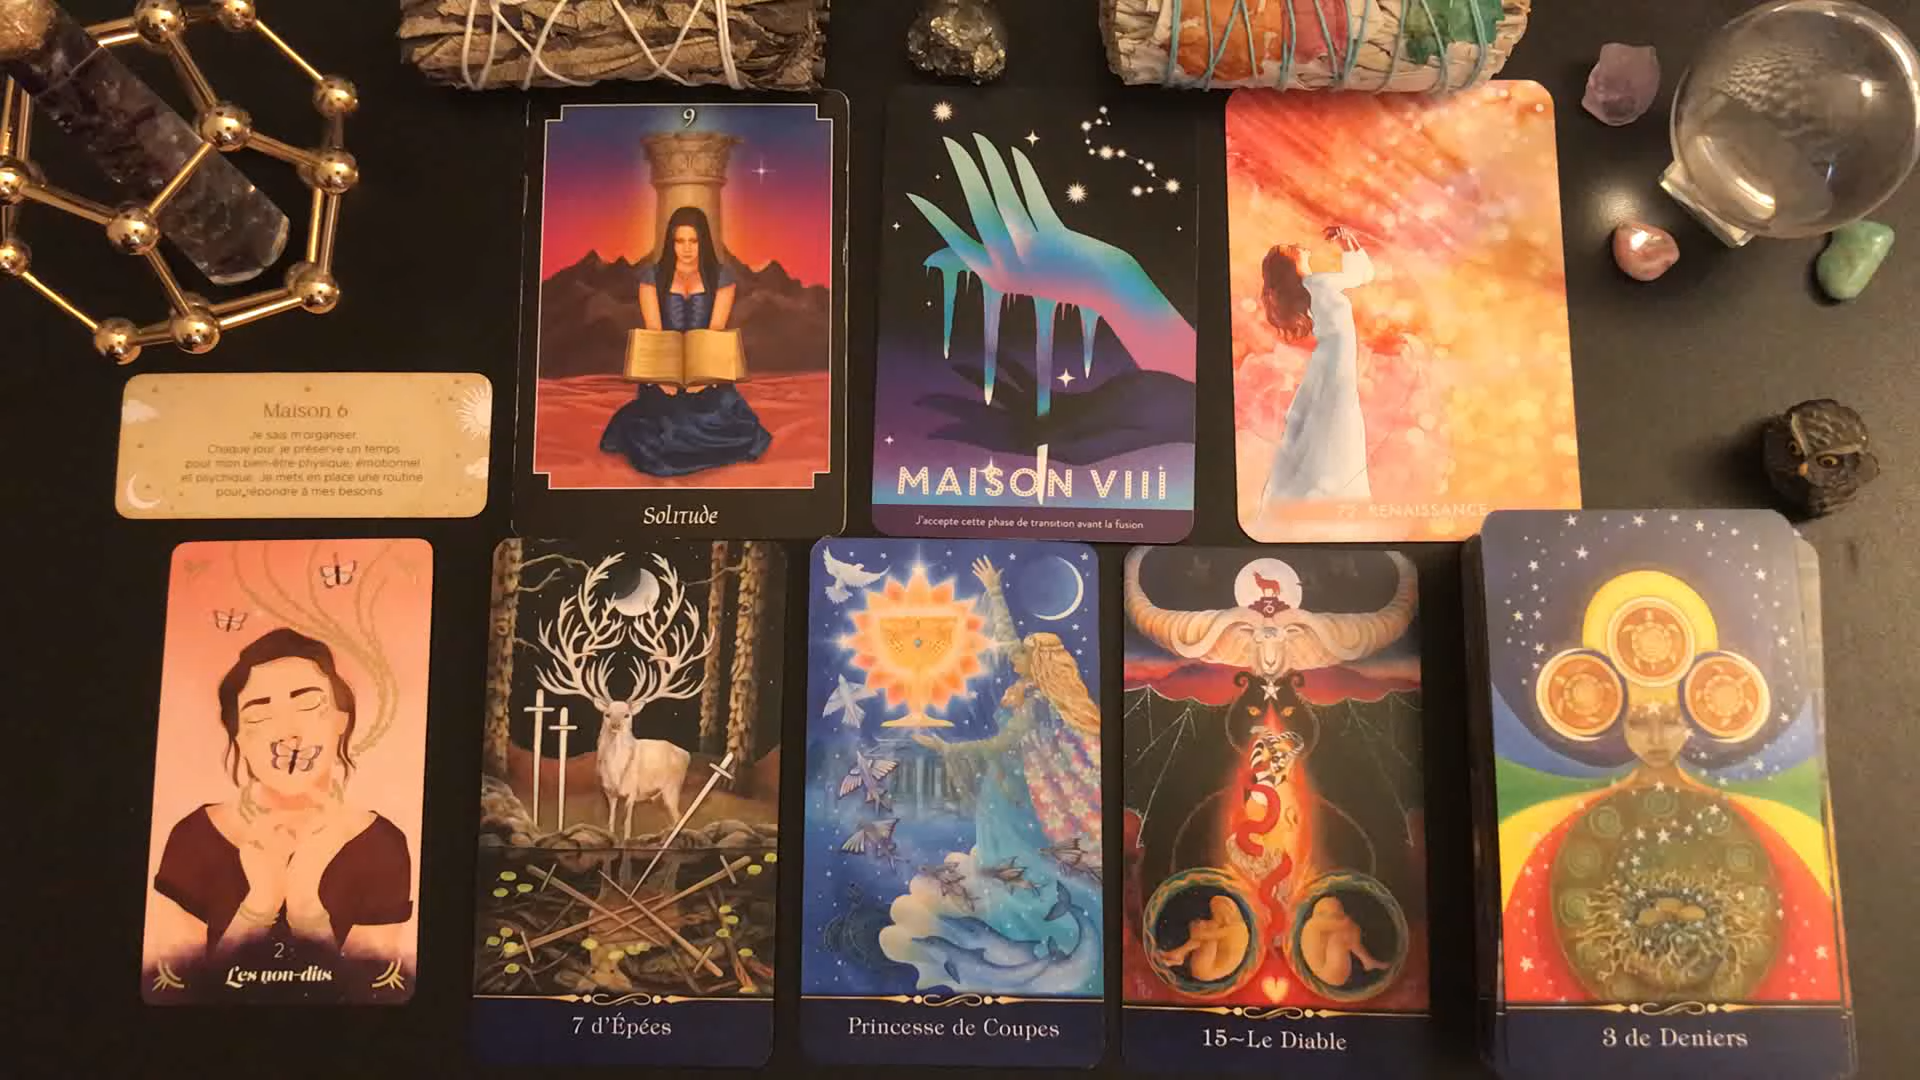 9
Solitude
MAISON VIII
J'accepte cette phase de transition avant la fusion
RENAISSANCE
Maison 6
Je sais m'organiser.
Chaque jour je préserve un temps
pour mon bien-être physique, émotionnel
et psychique. Je mets en place une routine
pour répondre à mes besoins
2
Les non-dits
7 d'Épées
Princesse de Coupes
15~Le Diable
3 de Deniers